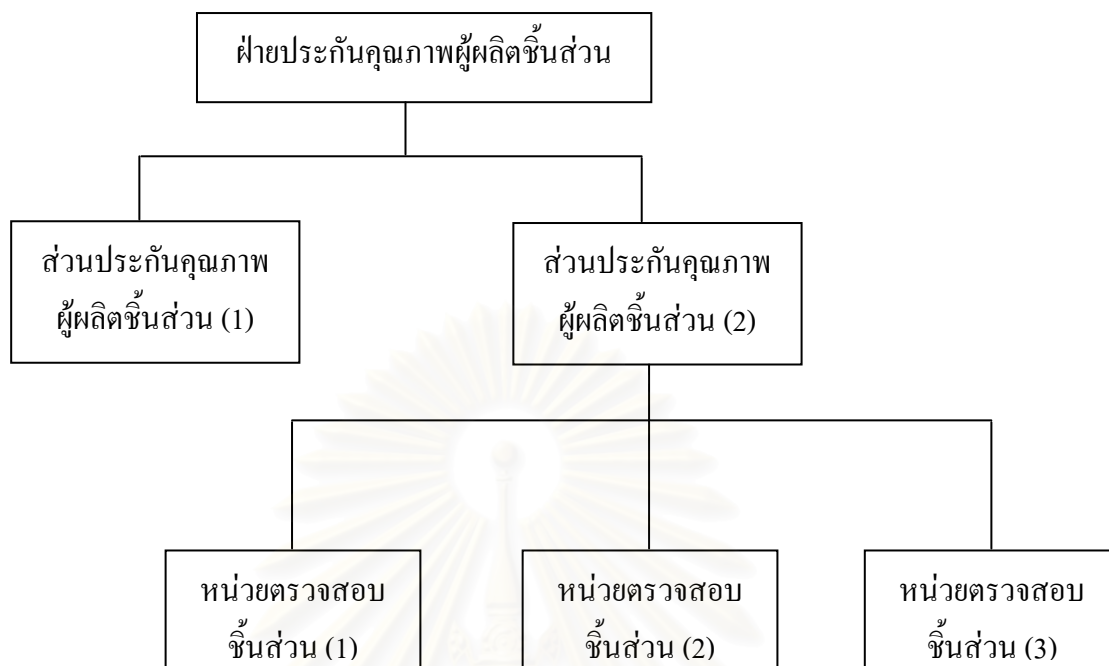 ฝ่ายประกันคุณภาพผู้ผลิตชิ้นส่วน
ส่วนประกันคุณภาพ
ผู้ผลิตชิ้นส่วน (1)
ส่วนประกันคุณภาพ
ผู้ผลิตชิ้นส่วน (2)
หน่วยตรวจสอบ
ชิ้นส่วน (1)
หน่วยตรวจสอบ
ชิ้นส่วน (2)
หน่วยตรวจสอบ
ชิ้นส่วน (3)